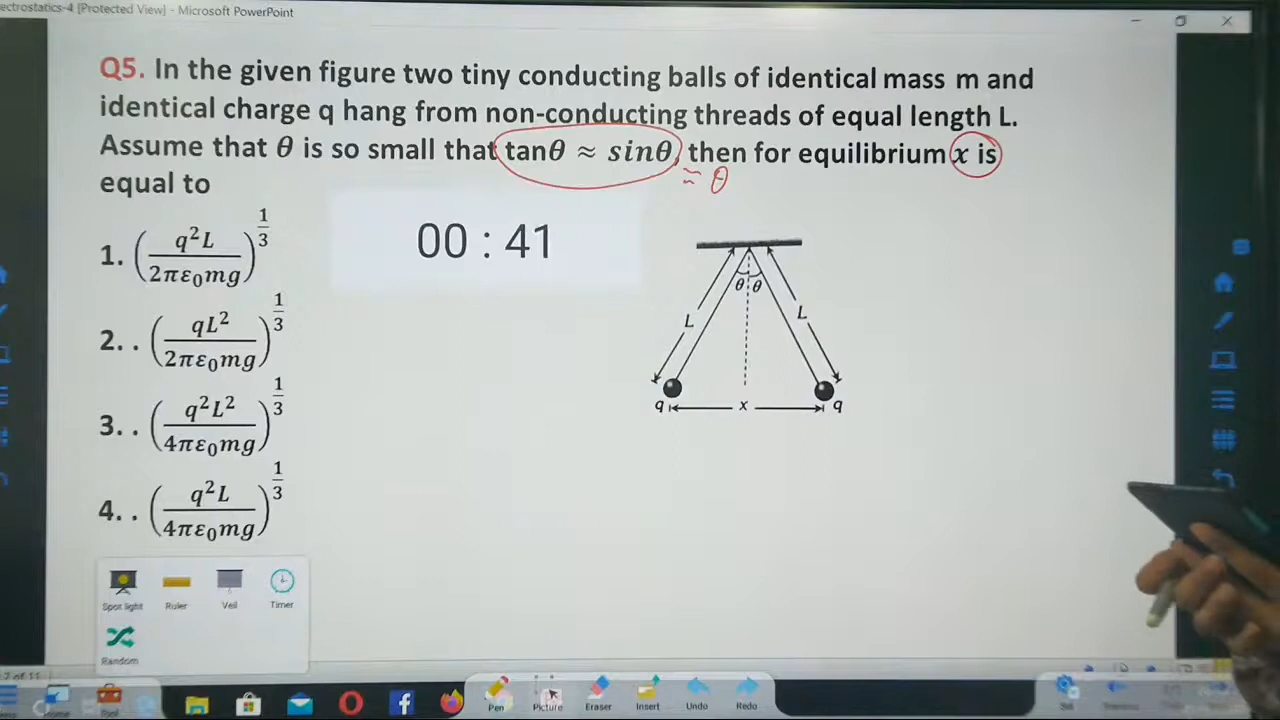 ectrostatics-4 [Protected View] - Microsoft PowerPoint
Q5. In the given figure two tiny conducting balls of identical mass m and
identical charge q hang from non-conducting threads of equal length L.
Assume that θ is so small that tanθ ≈ sinθ, then for equilibrium x is
≈ θ
equal to
00 : 41
1. (q²L / 2πε₀mg)^(1/3)
2. . (qL² / 2πε₀mg)^(1/3)
3. . (q²L² / 4πε₀mg)^(1/3)
4. . (q²L / 4πε₀mg)^(1/3)
θ θ
L L
q x q
Spot light Ruler Veil Timer
Random
of 11
Pen Picture Eraser Insert Undo Redo